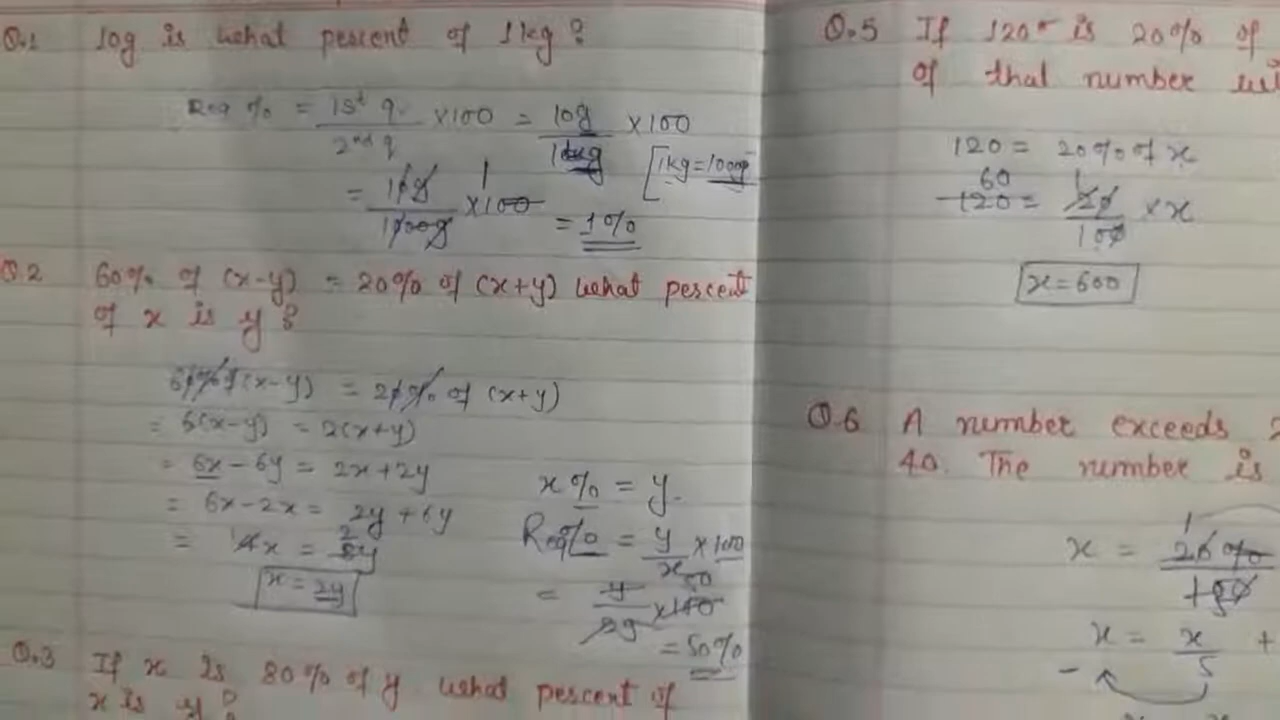 Q.1 10g is what percent of 1kg?
Req % = 1st q. / 2nd q × 100 = 10g / 1kg × 100
[1kg = 1000g
= 10g / 1000g × 100 = 1%
Q.2 60% of (x-y) = 20% of (x+y) what percent
of x is y?
60% of (x-y) = 20% of (x+y)
= 6(x-y) = 2(x+y)
= 6x - 6y = 2x + 2y
= 6x - 2x = 2y + 6y
= 4x = 8y
x = 2y
x% = y.
Req% = y / x × 100
= y / 2y × 100
= 50%
Q.3 If x is 80% of y what percent of
x is y?
Q.5 If 120 is 20% of
of that number
120 = 20% of x
120 = 20 / 100 × x
x = 600
Q.6 A number exceeds 2
40. The number is
x = 20% / 100
x = x / 5 +